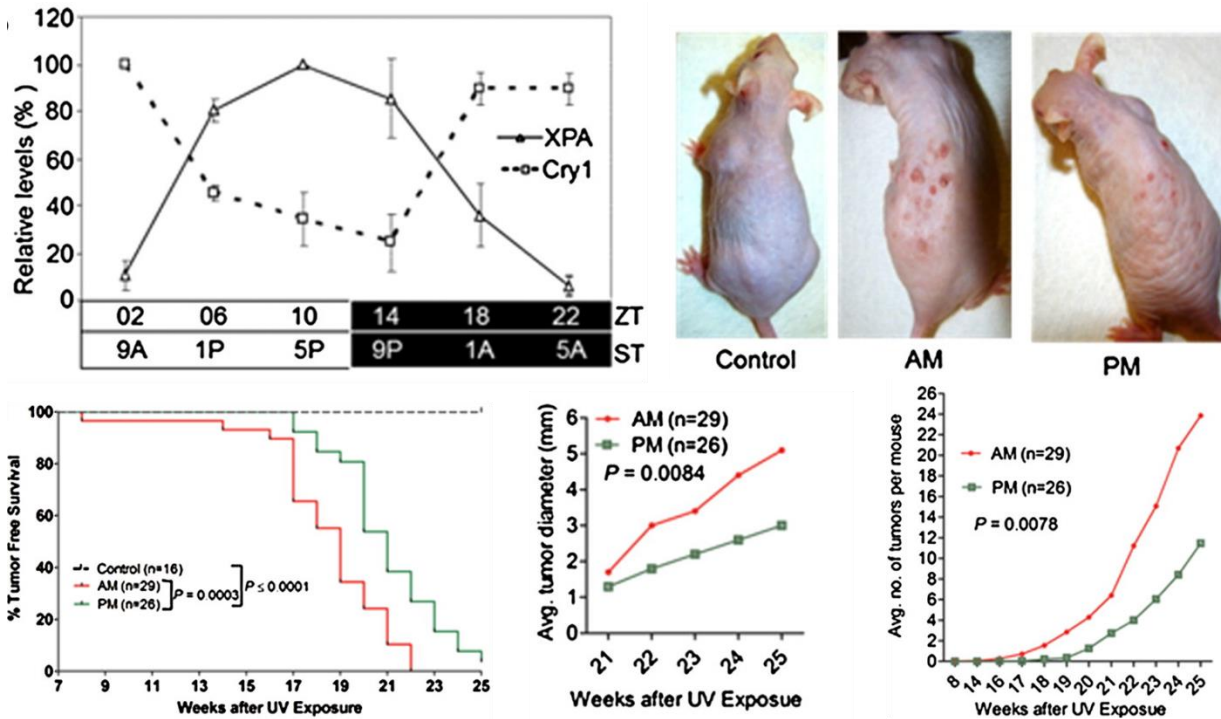 120
100
80
60
40
20
0
Relative levels (%)
XPA
Cry1
02 06 10 14 18 22 ZT
9A 1P 5P 9P 1A 5A ST
Control
AM
PM
100
80
60
40
20
0
% Tumor Free Survival
Control (n=16)
AM (n=29)
PM (n=26)
P = 0.0003
P ≤ 0.0001
7 9 11 13 15 17 19 21 23 25
Weeks after UV Exposure
6
5
4
3
2
1
0
Avg. tumor diameter (mm)
AM (n=29)
PM (n=26)
P = 0.0084
21 22 23 24 25
Weeks after UV Exposue
26
24
22
20
18
16
14
12
10
8
6
4
2
0
Avg. no. of tumors per mouse
AM (n=29)
PM (n=26)
P = 0.0078
8 14 16 17 18 19 20 21 22 23 24 25
Weeks after UV Exposue